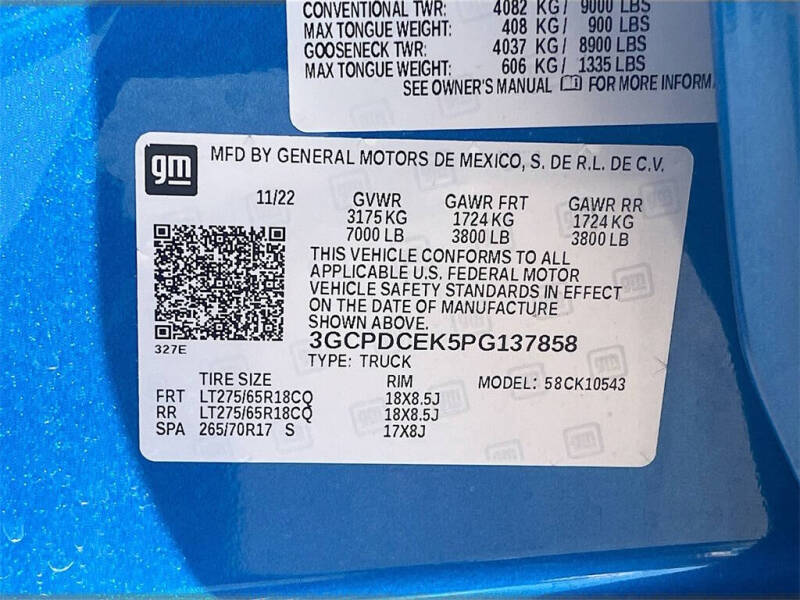 CONVENTIONAL TWR: 4082 KG/ 9000 LBS
MAX TONGUE WEIGHT: 408 KG/ 900 LBS
GOOSENECK TWR: 4037 KG/ 8900 LBS
MAX TONGUE WEIGHT: 606 KG/ 1335 LBS
SEE OWNER'S MANUAL FOR MORE INFORM
gm MFD BY GENERAL MOTORS DE MEXICO, S. DE R.L. DE C.V.
11/22 GVWR GAWR FRT GAWR RR
3175 KG 1724 KG 1724 KG
7000 LB 3800 LB 3800 LB
THIS VEHICLE CONFORMS TO ALL
APPLICABLE U.S. FEDERAL MOTOR
VEHICLE SAFETY STANDARDS IN EFFECT
ON THE DATE OF MANUFACTURE
SHOWN ABOVE.
327E
3GCPDCEK5PG137858
TYPE: TRUCK
TIRE SIZE RIM MODEL: 58CK10543
FRT LT275/65R18CQ 18X8.5J
RR LT275/65R18CQ 18X8.5J
SPA 265/70R17 S 17X8J